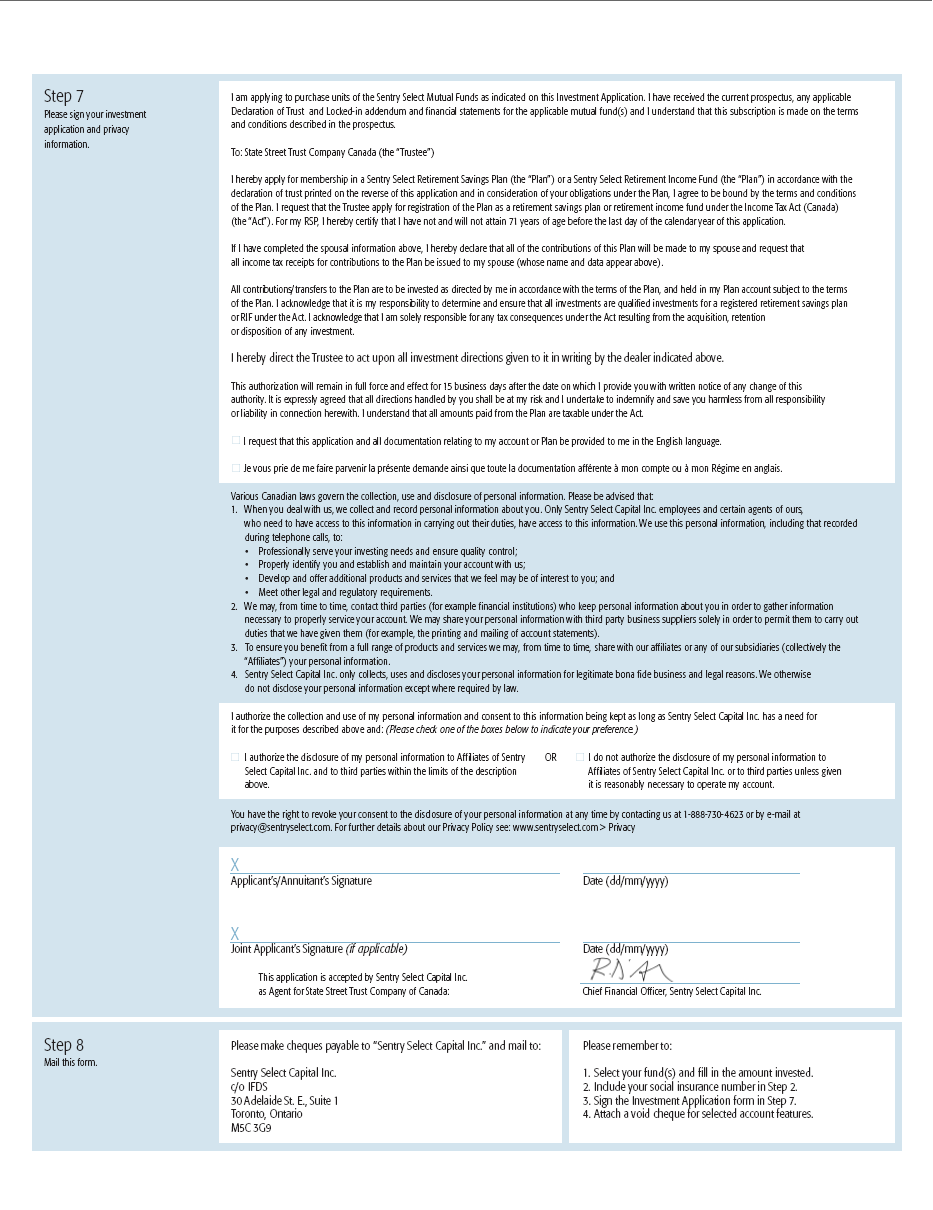 Step 7
Please sign your investment
application and privacy
information.
I am applying to purchase units of the Sentry Select Mutual Funds as indicated on this Investment Application. I have received the current prospectus, any applicable
Declaration of Trust and Locked-in addendum and financial statements for the applicable mutual fund(s) and I understand that this subscription is made on the terms
and conditions described in the prospectus.
To: State Street Trust Company Canada (the “Trustee”)
I hereby apply for membership in a Sentry Select Retirement Savings Plan (the “Plan”) or a Sentry Select Retirement Income Fund (the “Plan”) in accordance with the
declaration of trust printed on the reverse of this application and in consideration of your obligations under the Plan, I agree to be bound by the terms and conditions
of the Plan. I request that the Trustee apply for registration of the Plan as a retirement savings plan or retirement income fund under the Income Tax Act (Canada)
(the “Act”). For my RSP, I hereby certify that I have not and will not attain 71 years of age before the last day of the calendar year of this application.
If I have completed the spousal information above, I hereby declare that all of the contributions of this Plan will be made to my spouse and request that
all income tax receipts for contributions to the Plan be issued to my spouse (whose name and data appear above).
All contributions/transfers to the Plan are to be invested as directed by me in accordance with the terms of the Plan, and held in my Plan account subject to the terms
of the Plan. I acknowledge that it is my responsibility to determine and ensure that all investments are qualified investments for a registered retirement savings plan
or RIF under the Act. I acknowledge that I am solely responsible for any tax consequences under the Act resulting from the acquisition, retention
or disposition of any investment.
I hereby direct the Trustee to act upon all investment directions given to it in writing by the dealer indicated above.
This authorization will remain in full force and effect for 15 business days after the date on which I provide you with written notice of any change of this
authority. It is expressly agreed that all directions handled by you shall be at my risk and I undertake to indemnify and save you harmless from all responsibility
or liability in connection herewith. I understand that all amounts paid from the Plan are taxable under the Act.
I request that this application and all documentation relating to my account or Plan be provided to me in the English language.
Je vous prie de me faire parvenir la présente demande ainsi que toute la documentation afférente à mon compte ou à mon Régime en anglais.
Various Canadian laws govern the collection, use and disclosure of personal information. Please be advised that:
1. When you deal with us, we collect and record personal information about you. Only Sentry Select Capital Inc. employees and certain agents of ours,
who need to have access to this information in carrying out their duties, have access to this information. We use this personal information, including that recorded
during telephone calls, to:
• Professionally serve your investing needs and ensure quality control;
• Properly identify you and establish and maintain your account with us;
• Develop and offer additional products and services that we feel may be of interest to you; and
• Meet other legal and regulatory requirements.
2. We may, from time to time, contact third parties (for example financial institutions) who keep personal information about you in order to gather information
necessary to properly service your account. We may share your personal information with third party business suppliers solely in order to permit them to carry out
duties that we have given them (for example, the printing and mailing of account statements).
3. To ensure you benefit from a full range of products and services we may, from time to time, share with our affiliates or any of our subsidiaries (collectively the
“Affiliates”) your personal information.
4. Sentry Select Capital Inc. only collects, uses and discloses your personal information for legitimate bona fide business and legal reasons. We otherwise
do not disclose your personal information except where required by law.
I authorize the collection and use of my personal information and consent to this information being kept as long as Sentry Select Capital Inc. has a need for
it for the purposes described above and: (Please check one of the boxes below to indicate your preference.)
I authorize the disclosure of my personal information to Affiliates of Sentry
Select Capital Inc. and to third parties within the limits of the description
above.
OR
I do not authorize the disclosure of my personal information to
Affiliates of Sentry Select Capital Inc. or to third parties unless given
it is reasonably necessary to operate my account.
You have the right to revoke your consent to the disclosure of your personal information at any time by contacting us at 1-888-730-4623 or by e-mail at
privacy@sentryselect.com. For further details about our Privacy Policy see: www.sentryselect.com > Privacy
X
Applicant’s/Annuitant’s Signature
Date (dd/mm/yyyy)
X
Joint Applicant’s Signature (if applicable)
Date (dd/mm/yyyy)
This application is accepted by Sentry Select Capital Inc.
as Agent for State Street Trust Company of Canada:
Chief Financial Officer, Sentry Select Capital Inc.
Step 8
Mail this form.
Please make cheques payable to “Sentry Select Capital Inc.” and mail to:
Sentry Select Capital Inc.
c/o IFDS
30 Adelaide St. E., Suite 1
Toronto, Ontario
M5C 3G9
Please remember to:
1. Select your fund(s) and fill in the amount invested.
2. Include your social insurance number in Step 2.
3. Sign the Investment Application form in Step 7.
4. Attach a void cheque for selected account features.